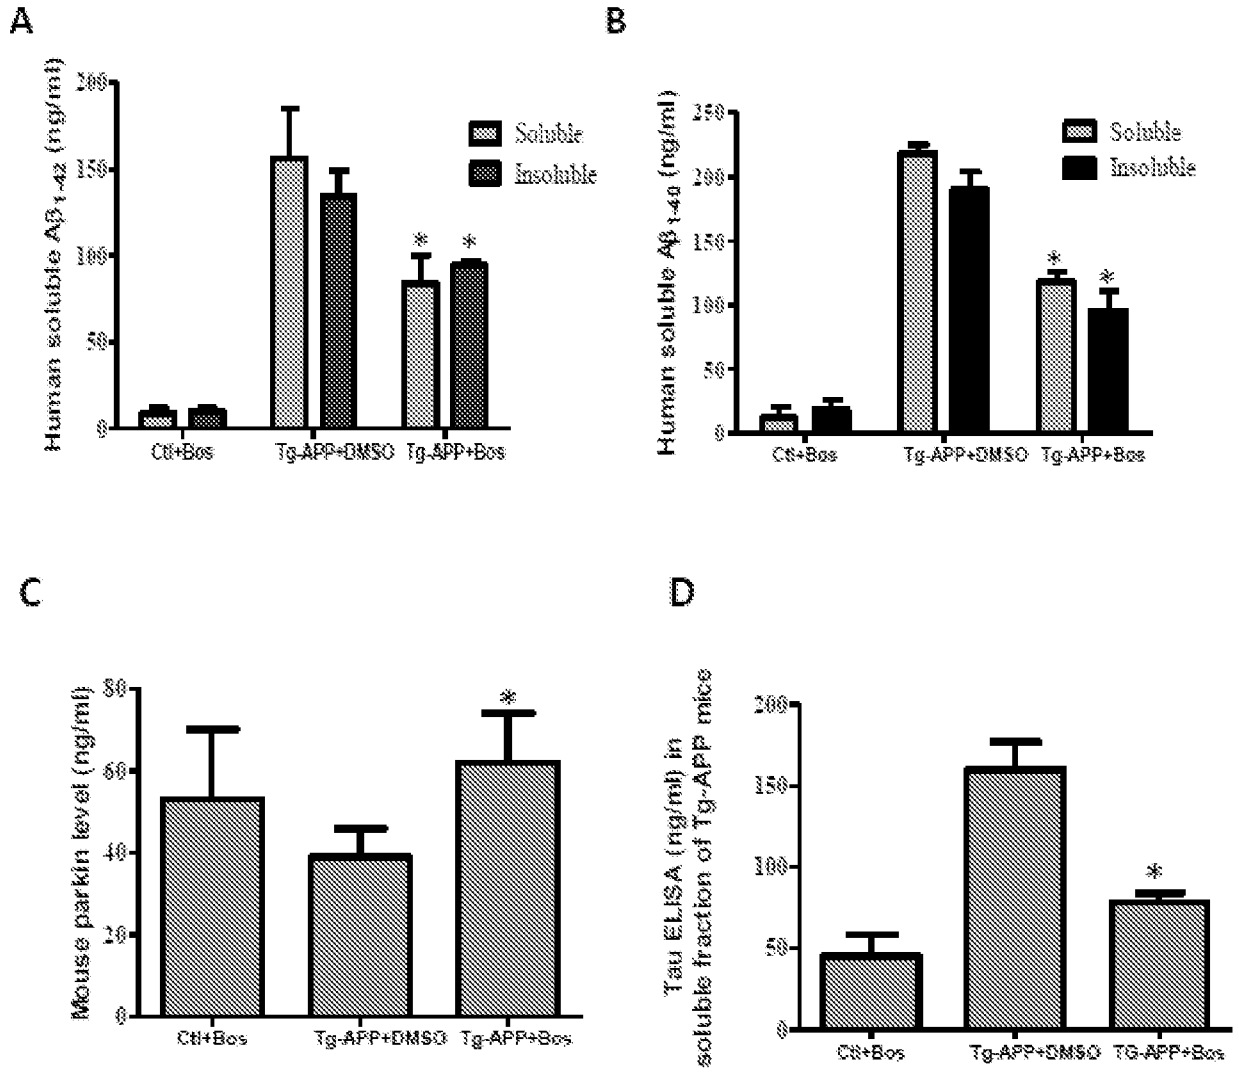 A
Human soluble Aβ1-42 (ng/ml)
200
150
100
50
0
Soluble
Insoluble
* *
Ctl+Bos Tg-APP+DMSO Tg-APP+Bos
B
Human soluble Aβ1-40 (ng/ml)
250
200
150
100
50
0
Soluble
Insoluble
* *
Ctl+Bos Tg-APP+DMSO Tg-APP+Bos
C
Mouse parkin level (ng/ml)
80
60
40
20
0
*
Ctl+Bos Tg-APP+DMSO Tg-APP+Bos
D
Tau ELISA (ng/ml) in
soluble fraction of Tg-APP mice
200
150
100
50
0
*
Ctl+Bos Tg-APP+DMSO TG-APP+Bos